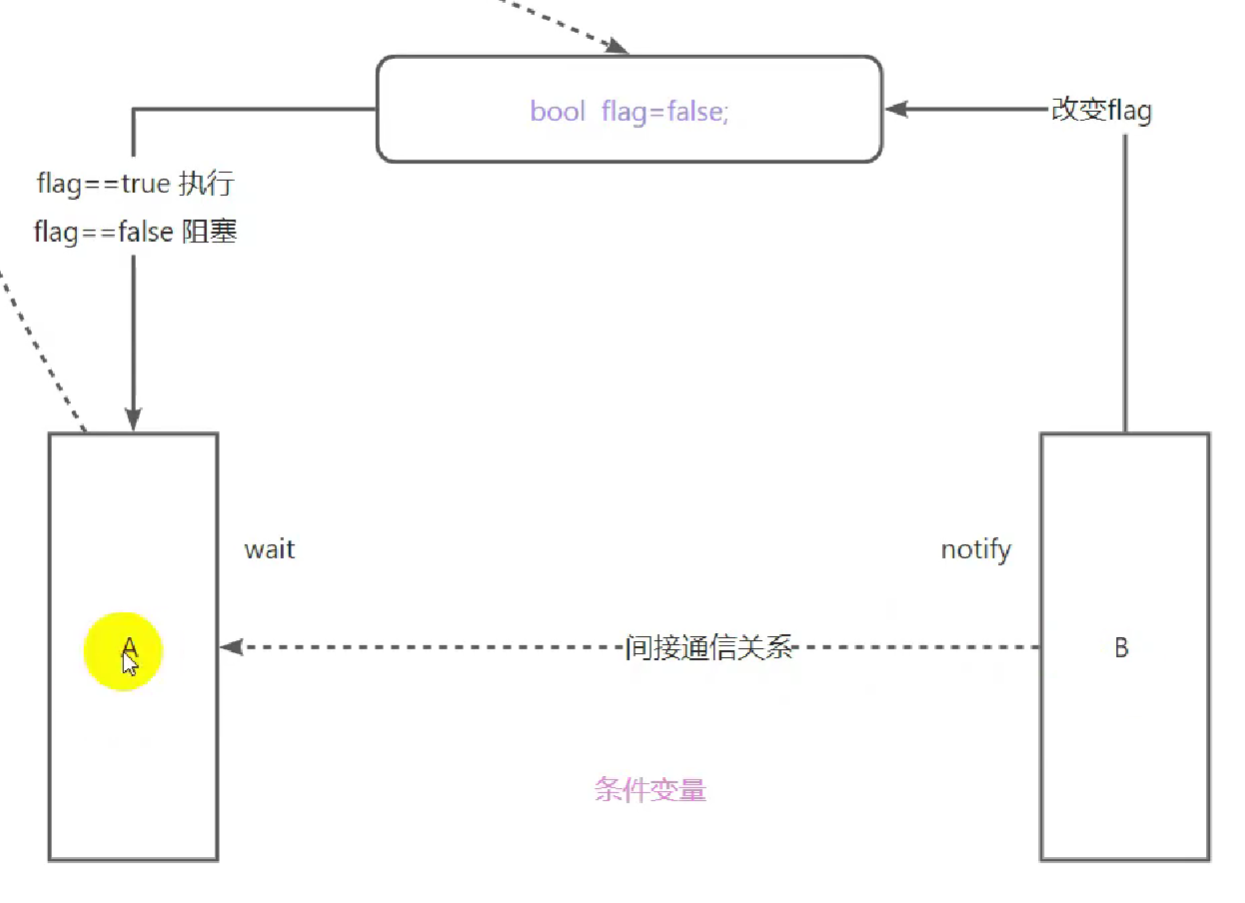 bool flag=false;
改变flag
flag==true 执行
flag==false 阻塞
wait
notify
A
间接通信关系
B
条件变量